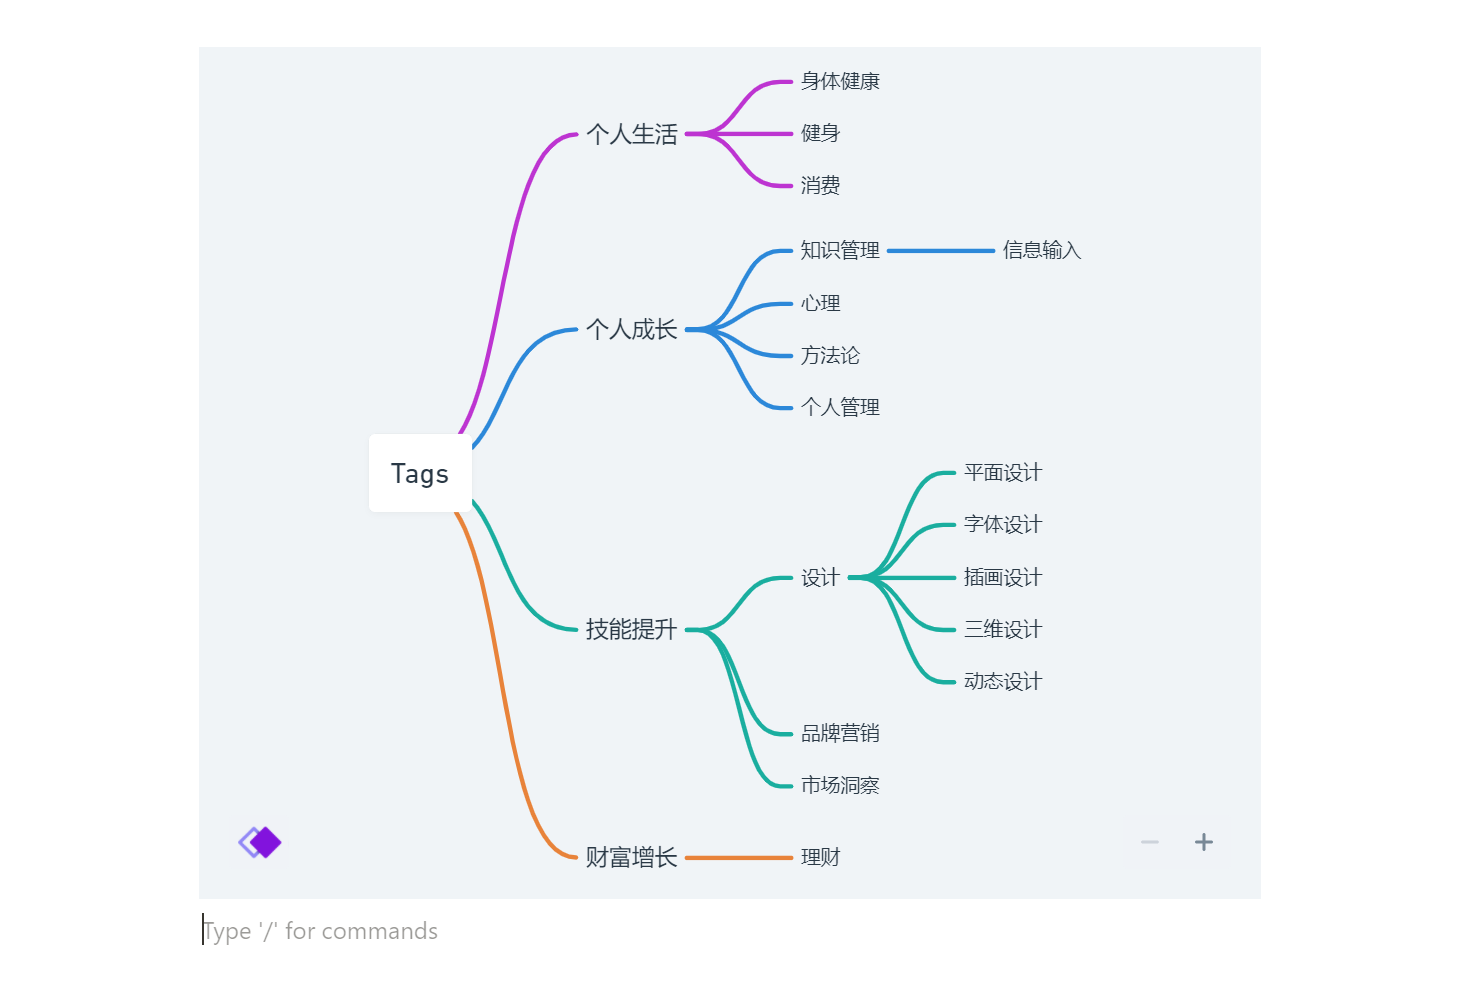 身体健康
个人生活
健身
消费
知识管理
信息输入
心理
个人成长
方法论
个人管理
Tags
平面设计
字体设计
设计
插画设计
技能提升
三维设计
动态设计
品牌营销
市场洞察
财富增长
理财
Type '/' for commands